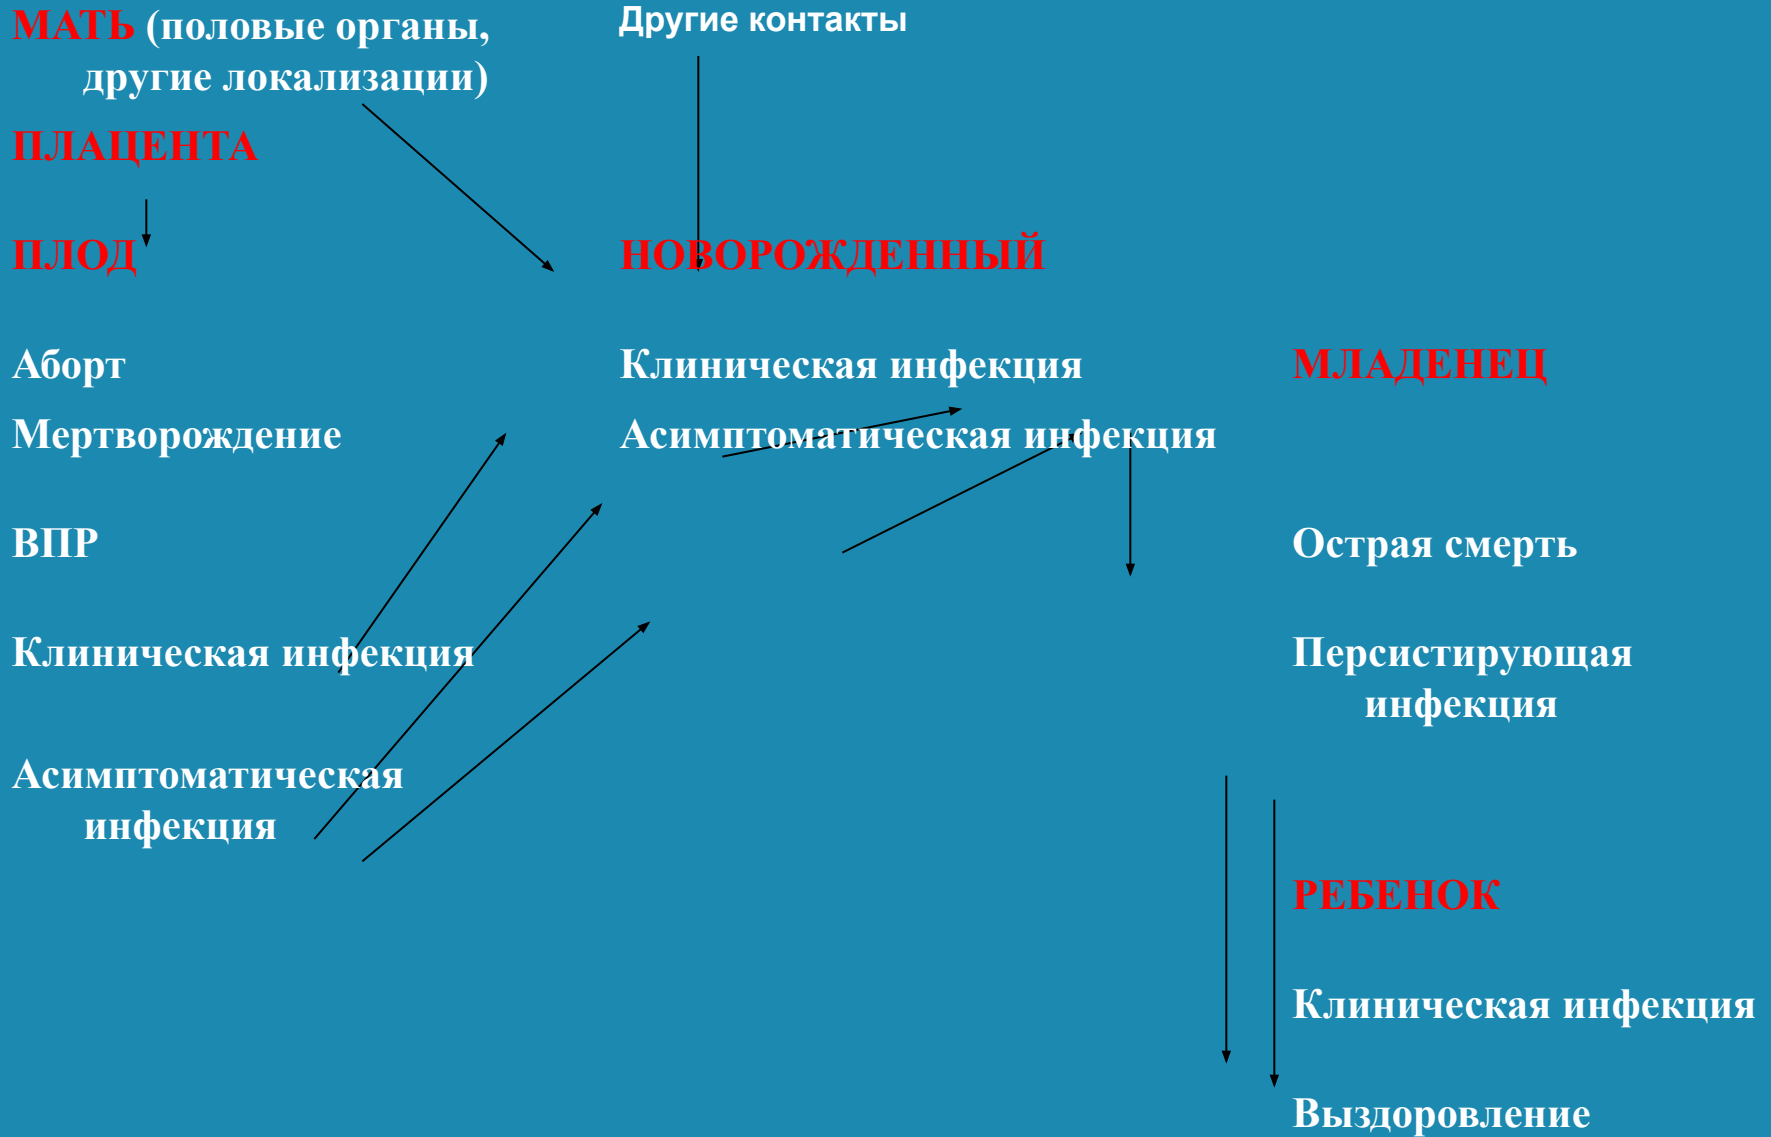 МАТЬ (половые органы,
другие локализации)
ПЛАЦЕНТА
ПЛОД
Аборт
Мертворождение
ВПР
Клиническая инфекция
Асимптоматическая
инфекция
Другие контакты
НОВОРОЖДЕННЫЙ
Клиническая инфекция
Асимптоматическая инфекция
МЛАДЕНЕЦ
Острая смерть
Персистирующая
инфекция
РЕБЕНОК
Клиническая инфекция
Выздоровление